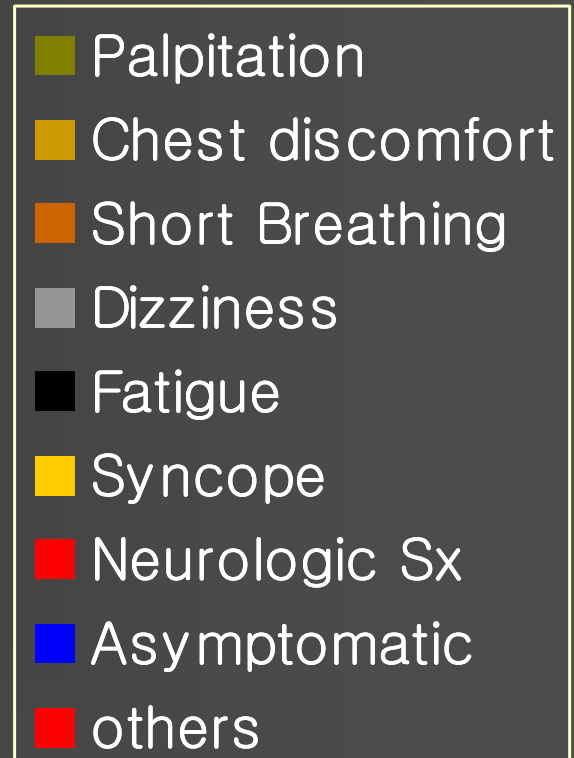 Palpitation
Chest discomfort
Short Breathing
Dizziness
Fatigue
Syncope
Neurologic Sx
Asymptomatic
others